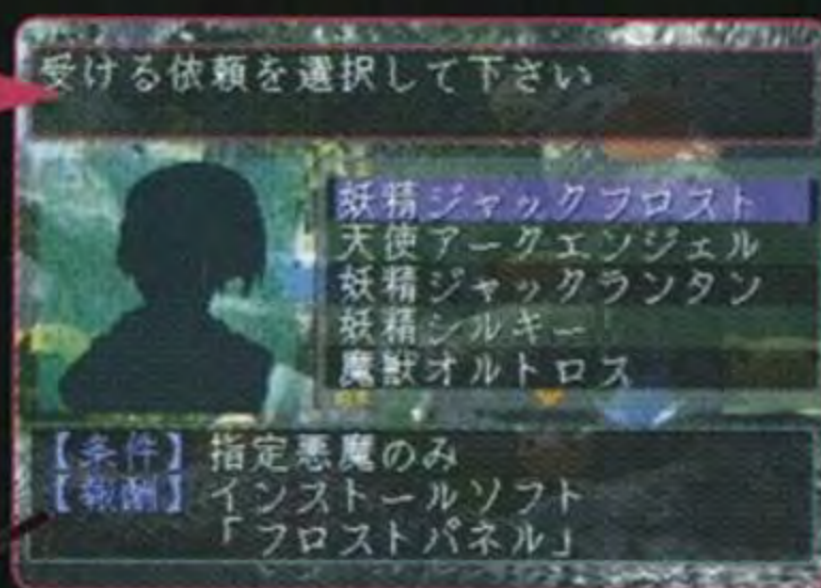 受ける依頼を選択して下さい
妖精ジャックフロスト
天使アークエンジェル
妖精ジャックランタン
妖精シルキー
魔獣オルトロス
【条件】 指定悪魔のみ
【報酬】 インストールソフト
「フロストパネル」